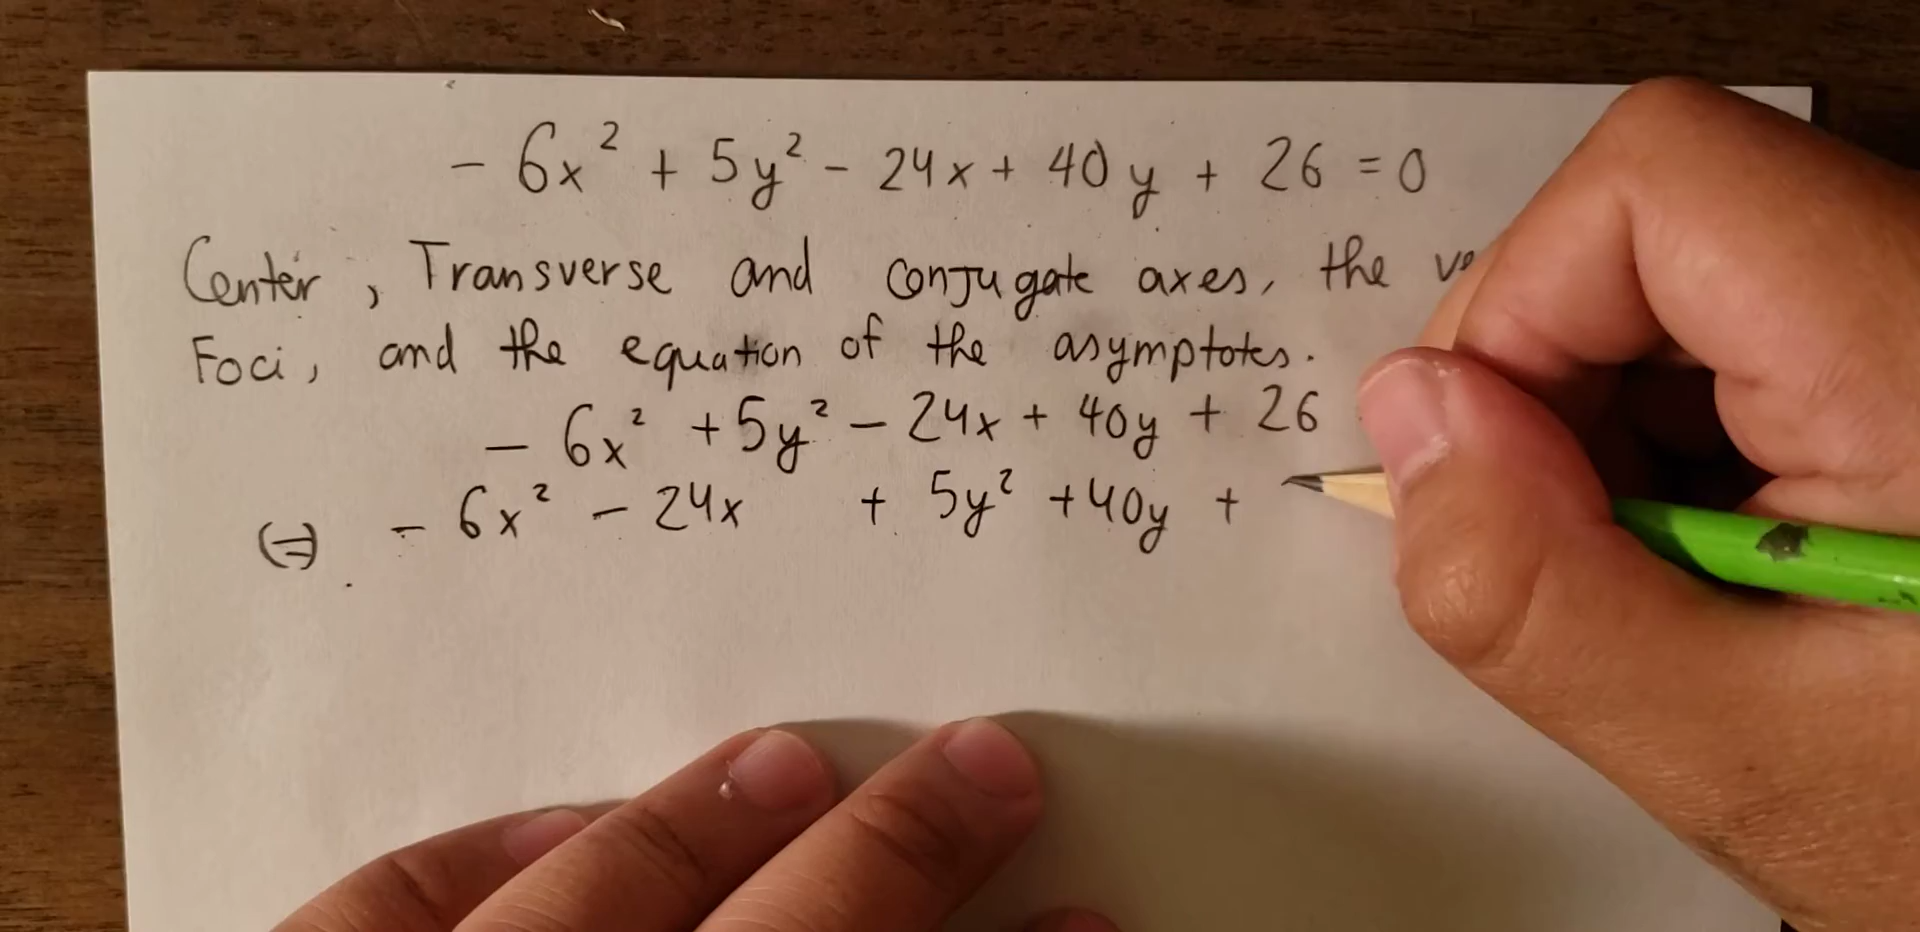 - 6x² + 5y² - 24x + 40y + 26 = 0
Center, Transverse and conjugate axes, the
Foci, and the equation of the asymptotes.
- 6x² + 5y² - 24x + 40y + 26
(=) - 6x² - 24x + 5y² + 40y +